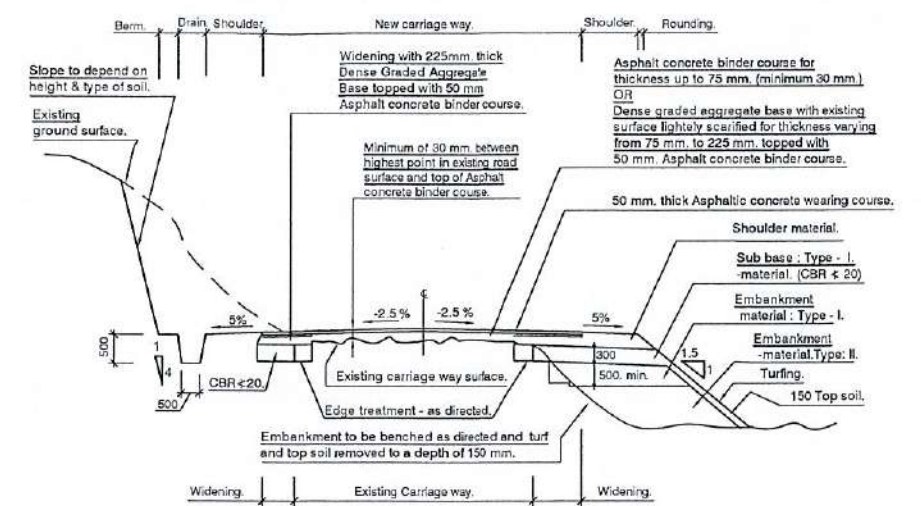 Berm. Drain. Shoulder. New carriage way. Shoulder. Rounding.
Slope to depend on
height & type of soil.
Existing
ground surface.
Widening with 225mm. thick
Dense Graded Aggregate
Base topped with 50 mm
Asphalt concrete binder course.
Minimum of 30 mm. between
highest point in existing road
surface and top of Asphalt
concrete binder course.
Asphalt concrete binder course for
thickness up to 75 mm. (minimum 30 mm.)
OR
Dense graded aggregate base with existing
surface lightely scarified for thickness varying
from 75 mm. to 225 mm. topped with
50 mm. Asphalt concrete binder course.
50 mm. thick Asphaltic concrete wearing course.
Shoulder material.
Sub base : Type - I.
-material. (CBR ≮ 20)
Embankment
material : Type - I.
Embankment
-material.Type: II.
Turfing.
150 Top soil.
5% -2.5 % ℄ -2.5 % 5%
500
1
4
500
CBR ≮ 20.
Existing carriage way surface.
300
500. min.
1.5
1
Edge treatment - as directed.
Embankment to be benched as directed and turf
and top soil removed to a depth of 150 mm.
Widening. Existing Carriage way. Widening.